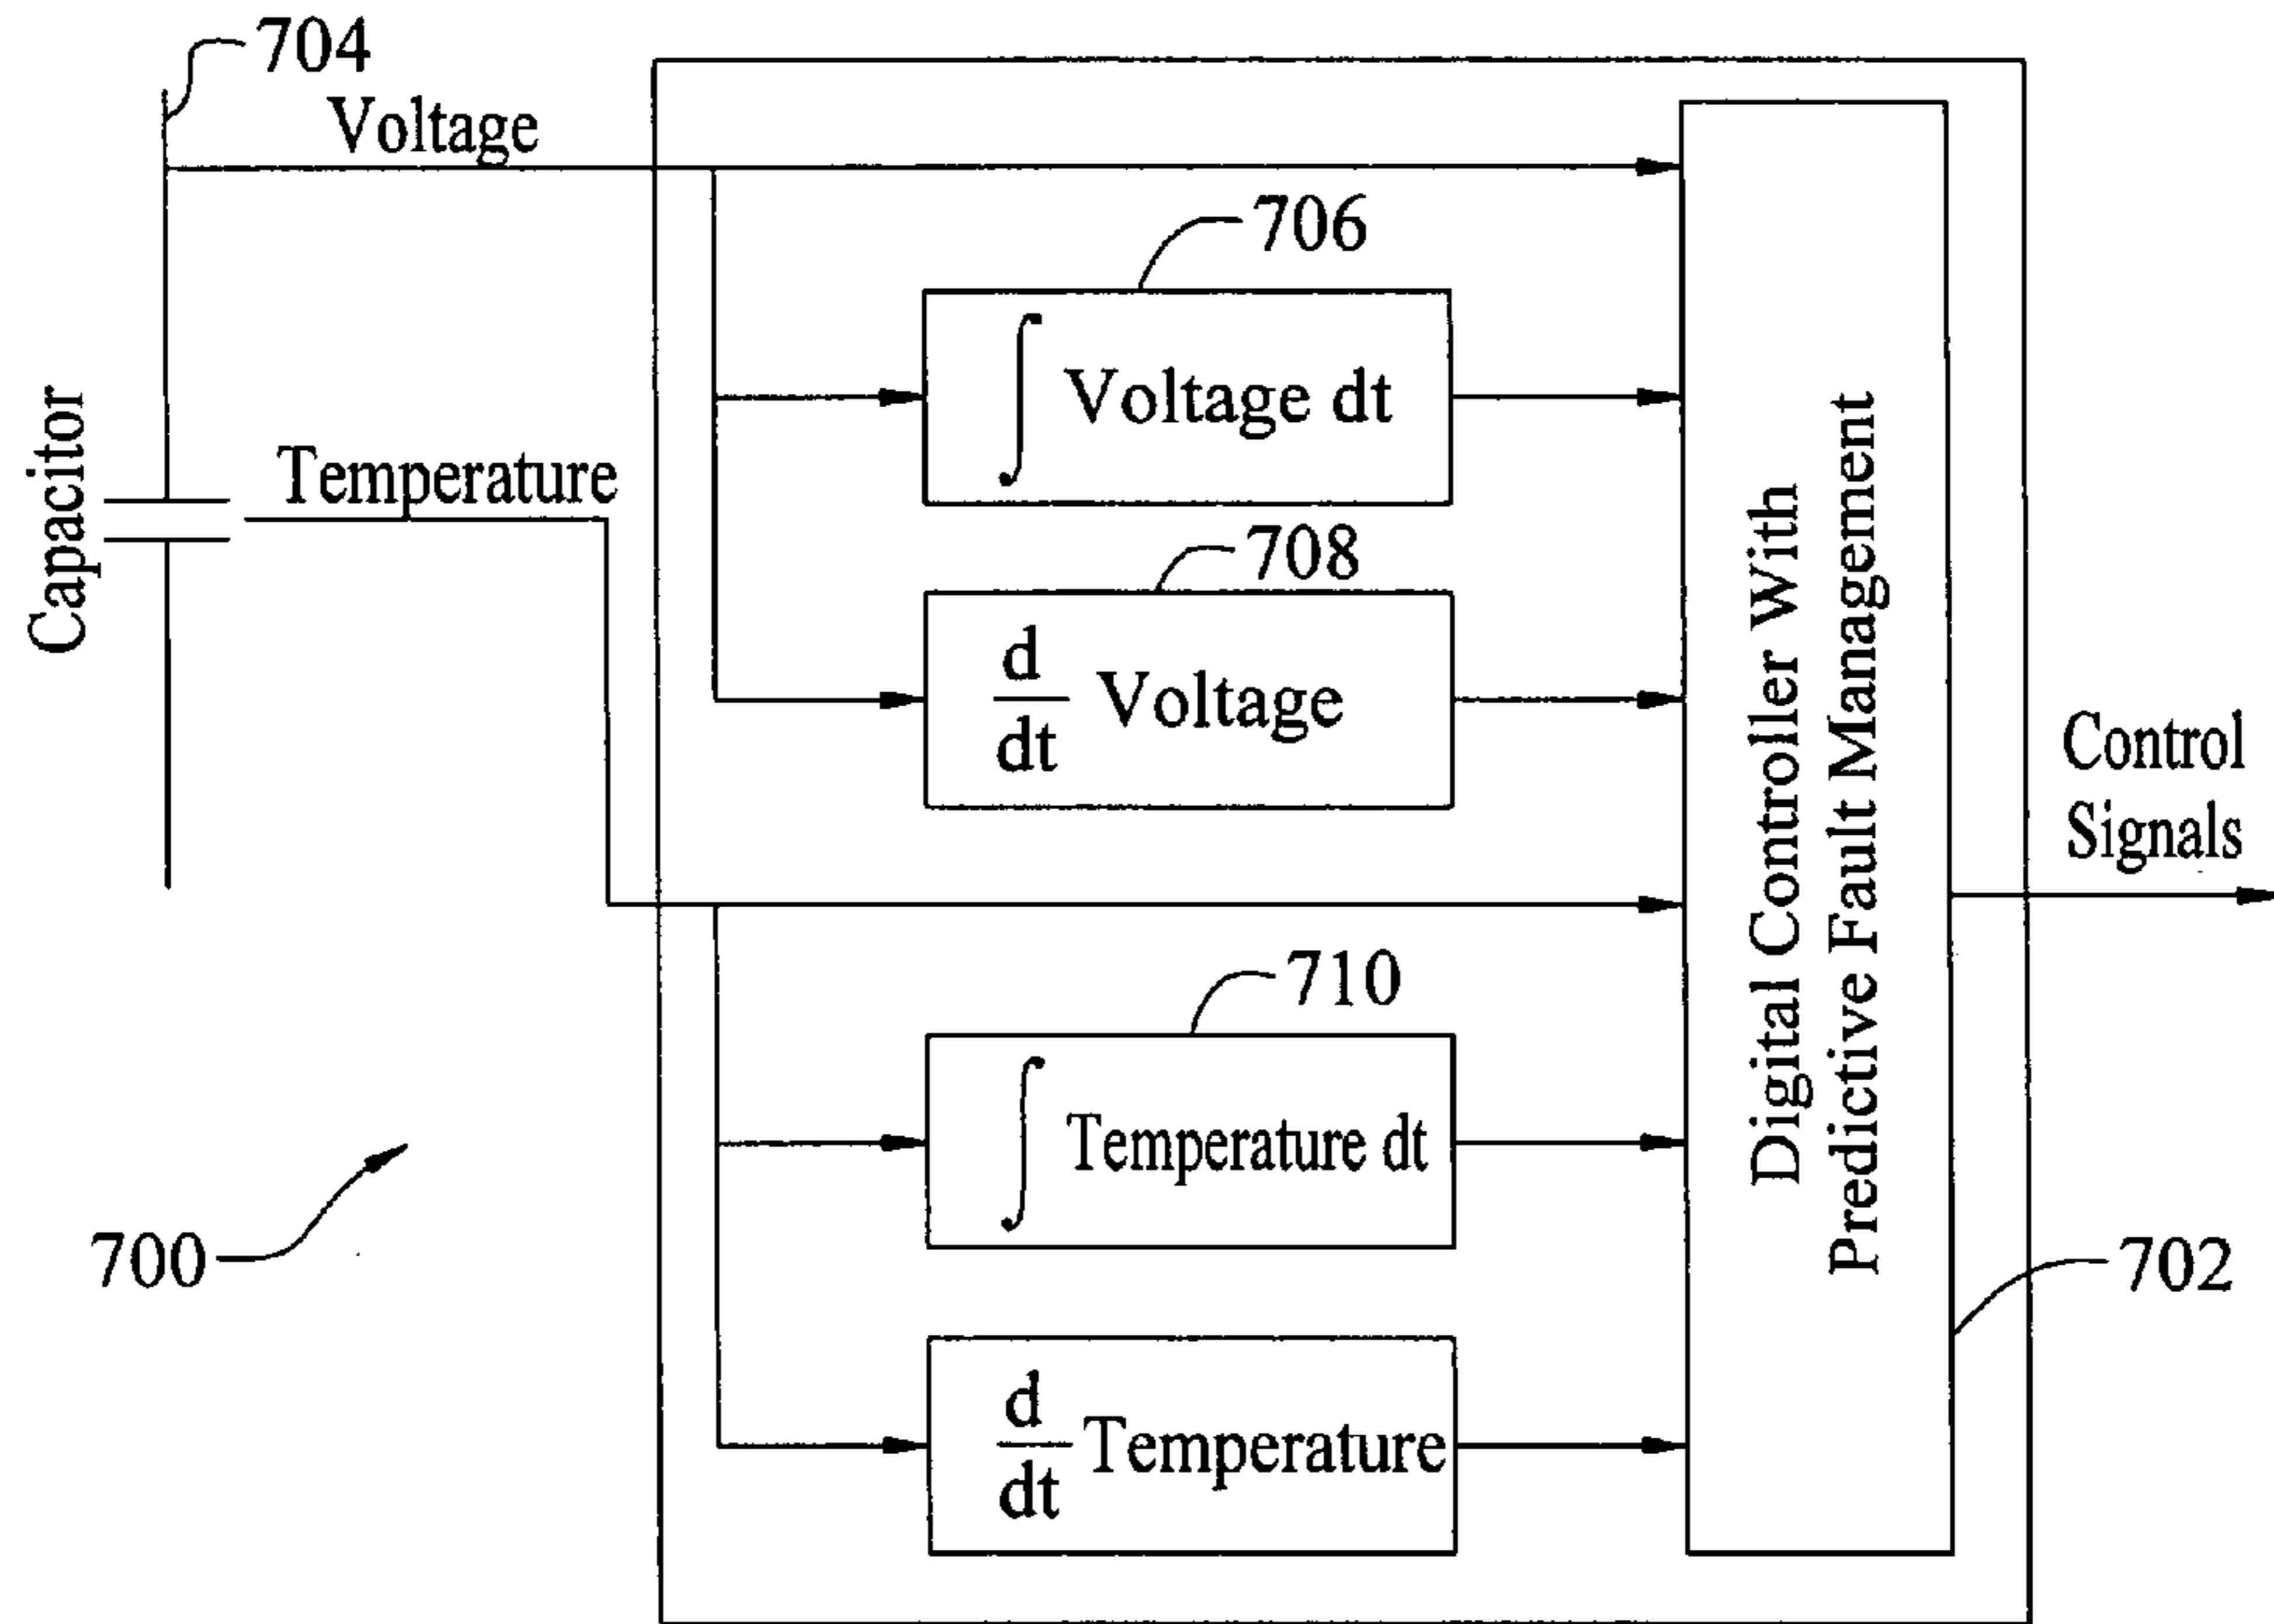 704
Voltage
706
∫ Voltage dt
Capacitor
Temperature
708
d/dt Voltage
Digital Controller With
Predictive Fault Management
Control
Signals
710
∫ Temperature dt
700
702
d/dt Temperature